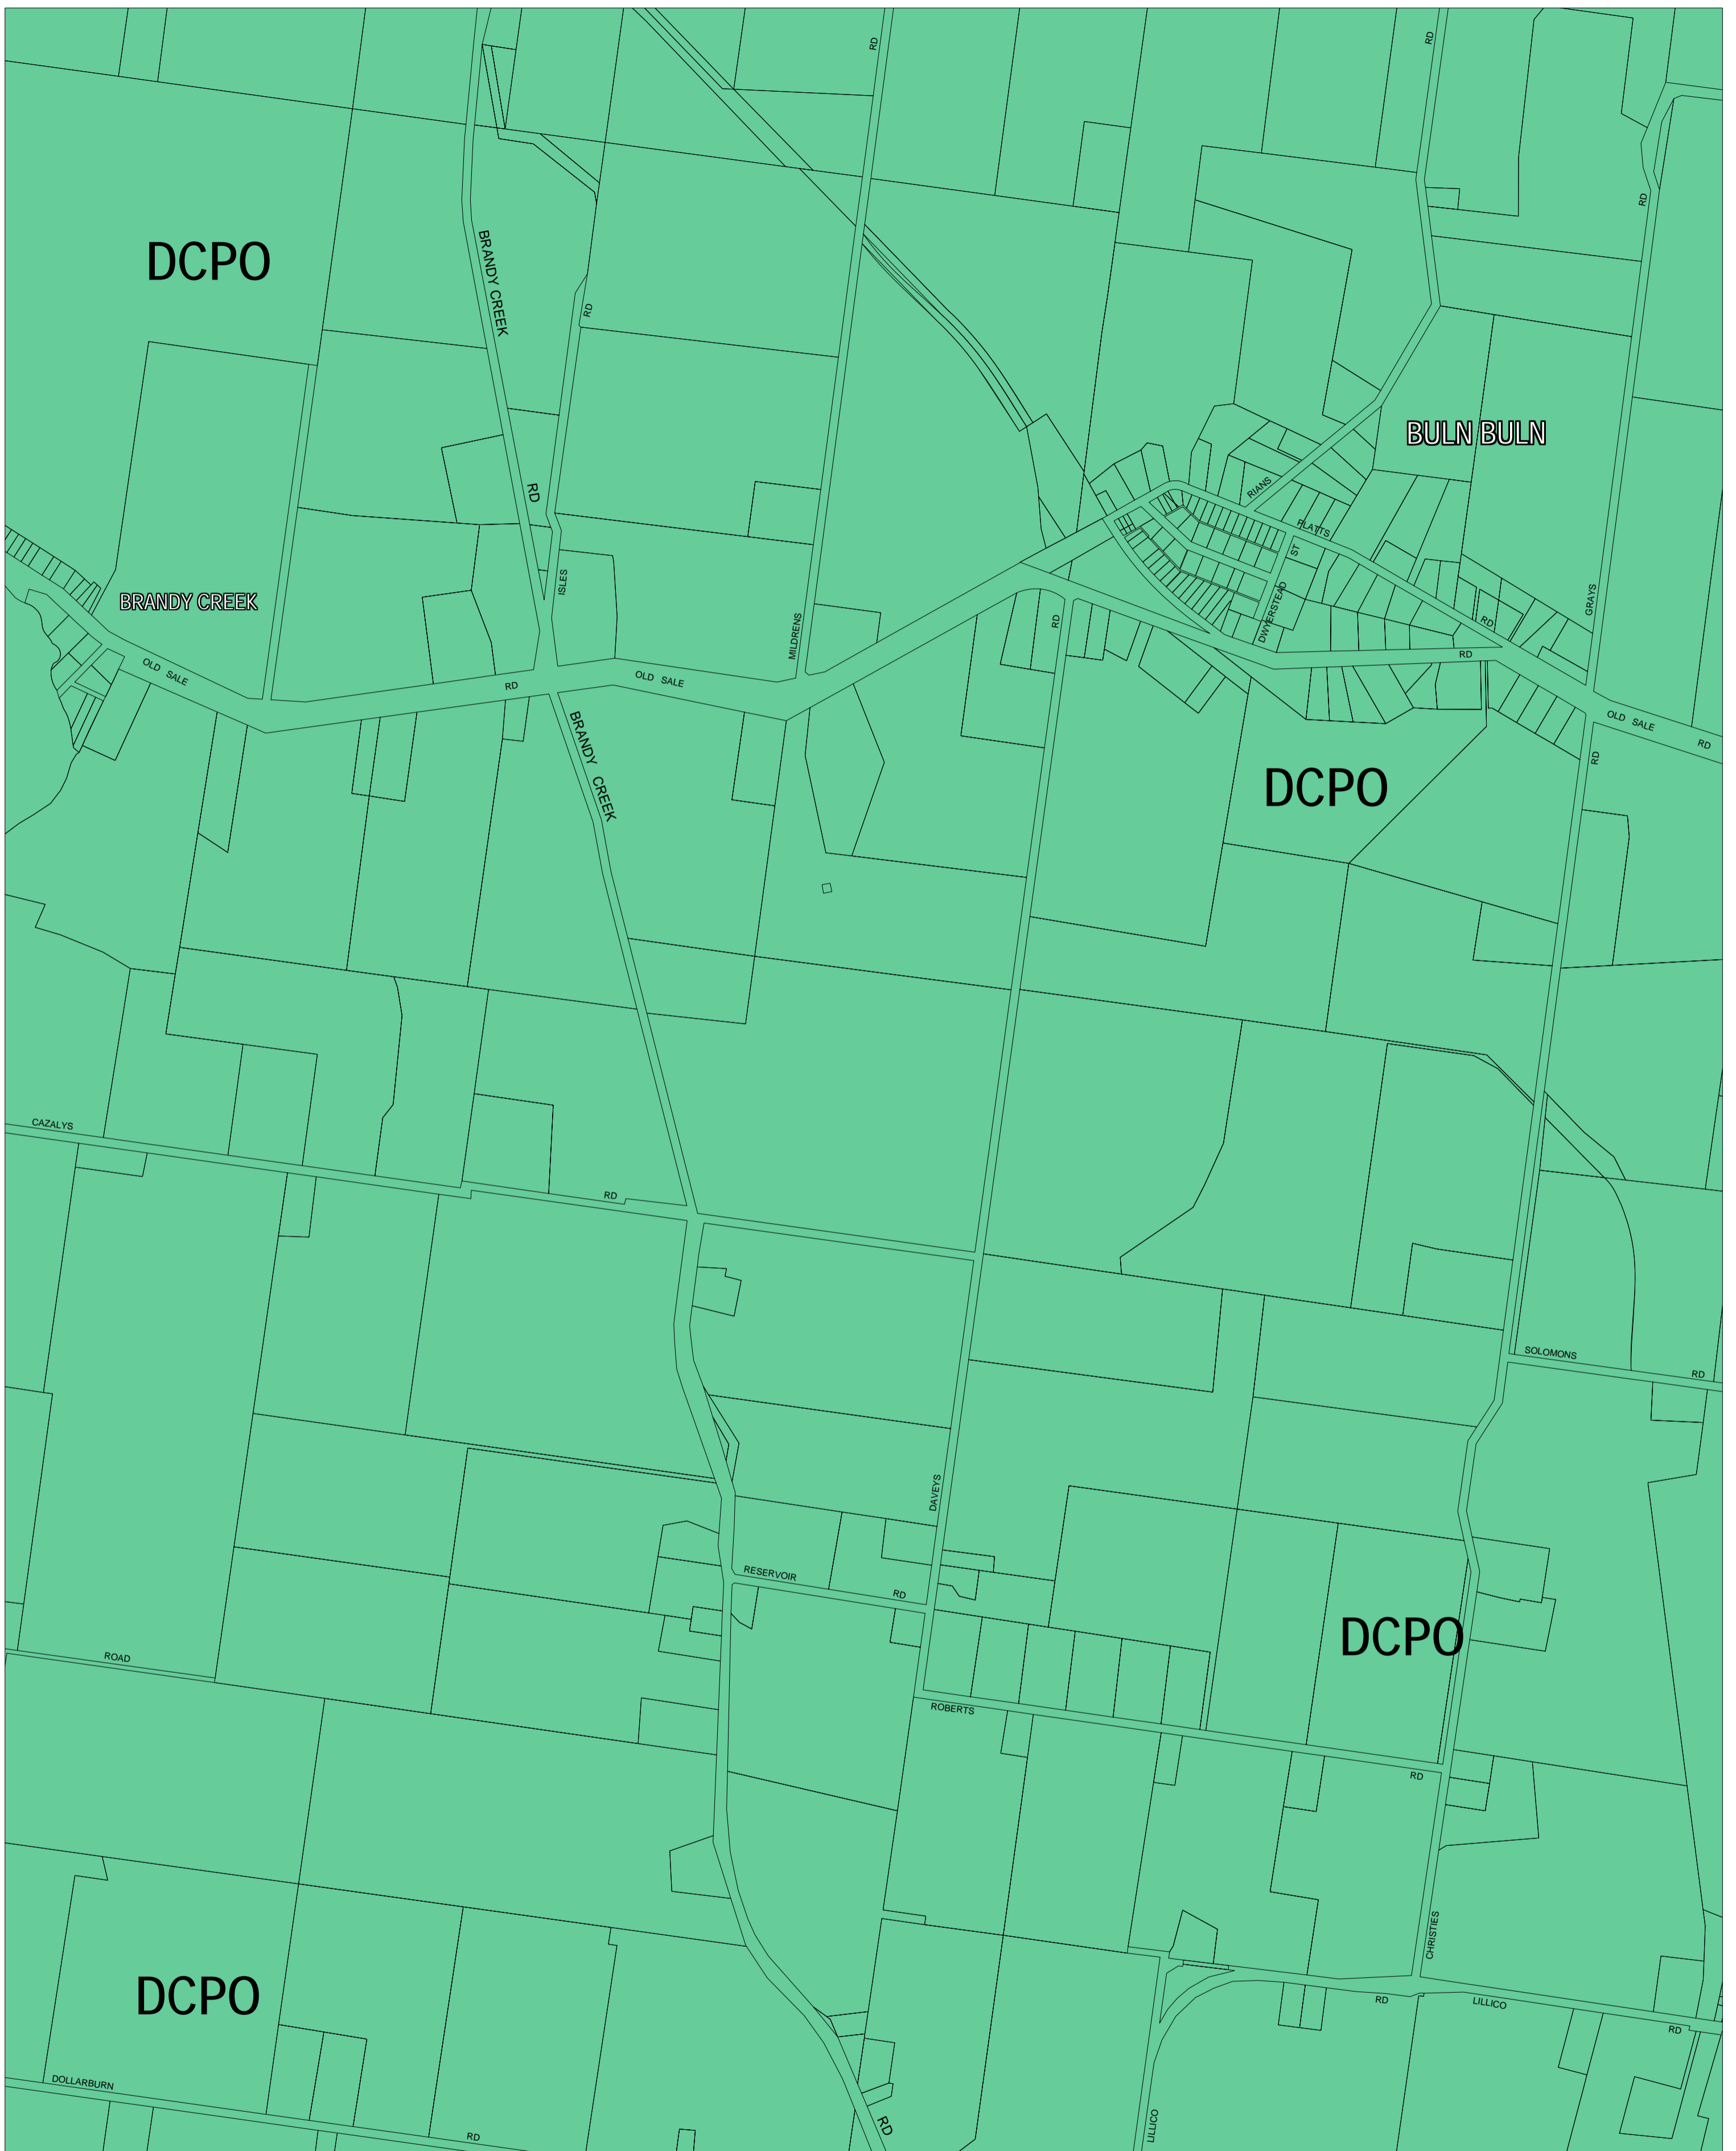 RD
RD
RD
BRANDY CREEK
DCPO
RD
BULN BULN
RD
RIANS
PLATTS
ST
ISLES
BRANDY CREEK
DWYERSTEAD
GRAYS
MILDRENS
RD
RD
RD
OLD SALE
RD
OLD SALE
OLD SALE
RD
BRANDY CREEK
RD
DCPO
CAZALYS
RD
SOLOMONS
RD
DAVEYS
RESERVOIR
RD
DCPO
ROAD
ROBERTS
RD
CHRISTIES
DCPO
RD
LILLICO
RD
DOLLARBURN
RD
RD
LILLICO